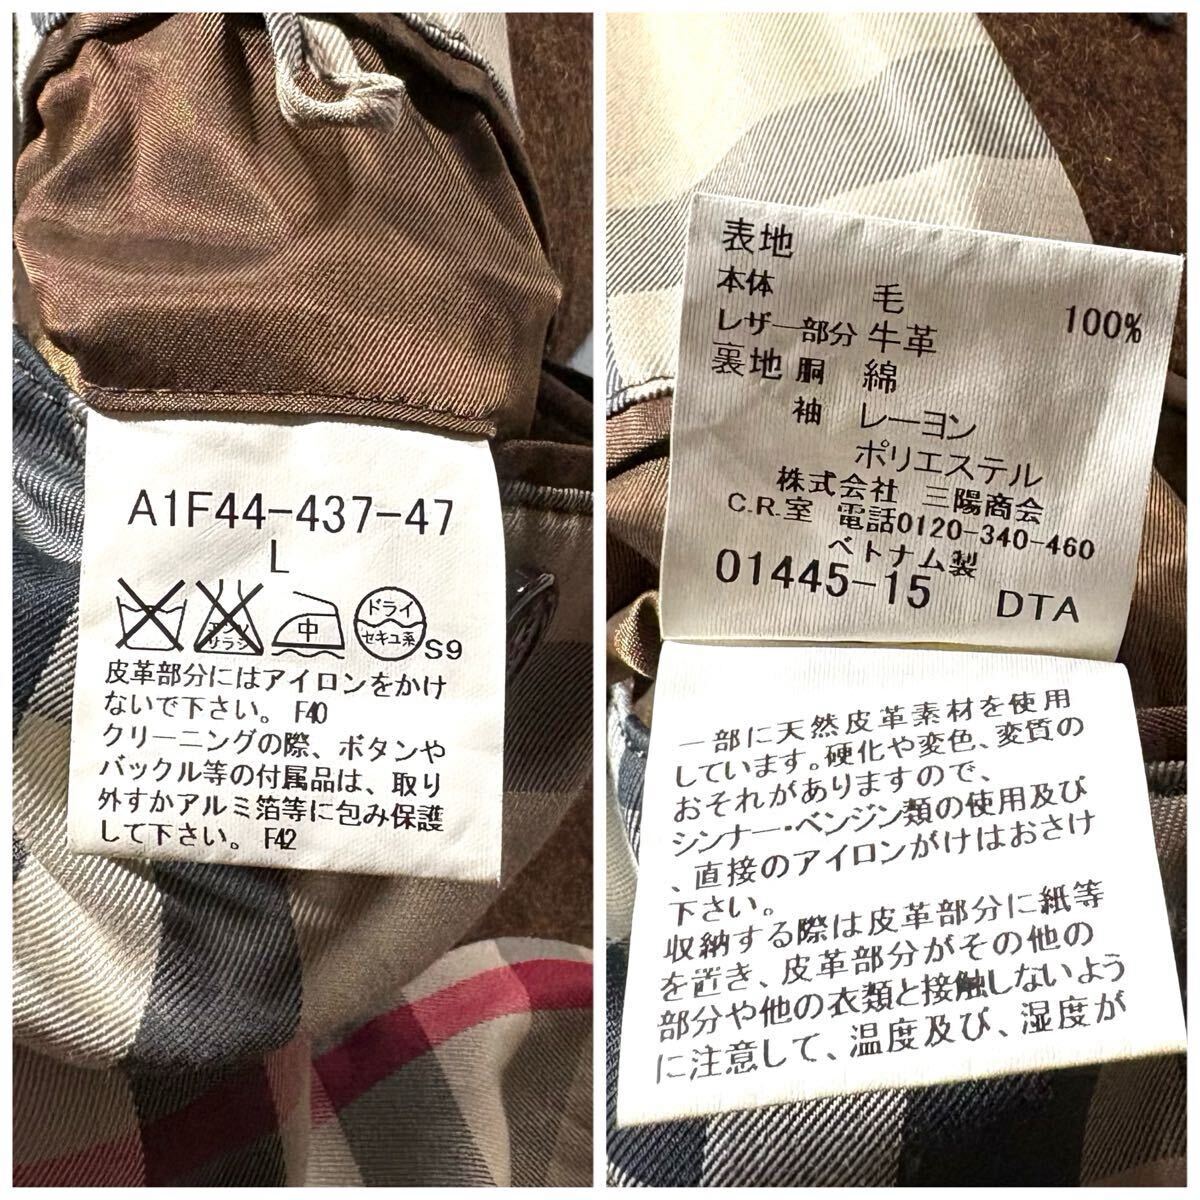 A1F44-437-47
L
エンソ
サラシ
中
ドライ
セキユ系
S9
皮革部分にはアイロンをかけ
ないで下さい。 F40
クリーニングの際、ボタンや
バックル等の付属品は、取り
外すかアルミ箔等に包み保護
して下さい。 F42
表地
本体 毛 100%
レザー部分 牛革
裏地 胴 綿
袖 レーヨン
ポリエステル
株式会社 三陽商会
C.R.室 電話0120-340-460
ベトナム製
01445-15 DTA
一部に天然皮革素材を使用
しています。硬化や変色、変質の
おそれがありますので、
シンナー・ベンジン類の使用及び
、直接のアイロンがけはおさけ
下さい。
収納する際は皮革部分に紙等
を置き、皮革部分がその他の
部分や他の衣類と接触しないよう
に注意して、温度及び、湿度が